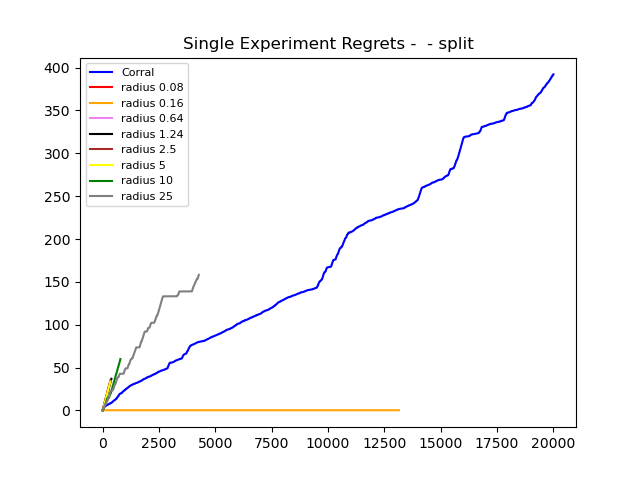 Single Experiment Regrets -  - split
400
350
300
250
200
150
100
50
0
Corral
radius 0.08
radius 0.16
radius 0.64
radius 1.24
radius 2.5
radius 5
radius 10
radius 25
0 2500 5000 7500 10000 12500 15000 17500 20000